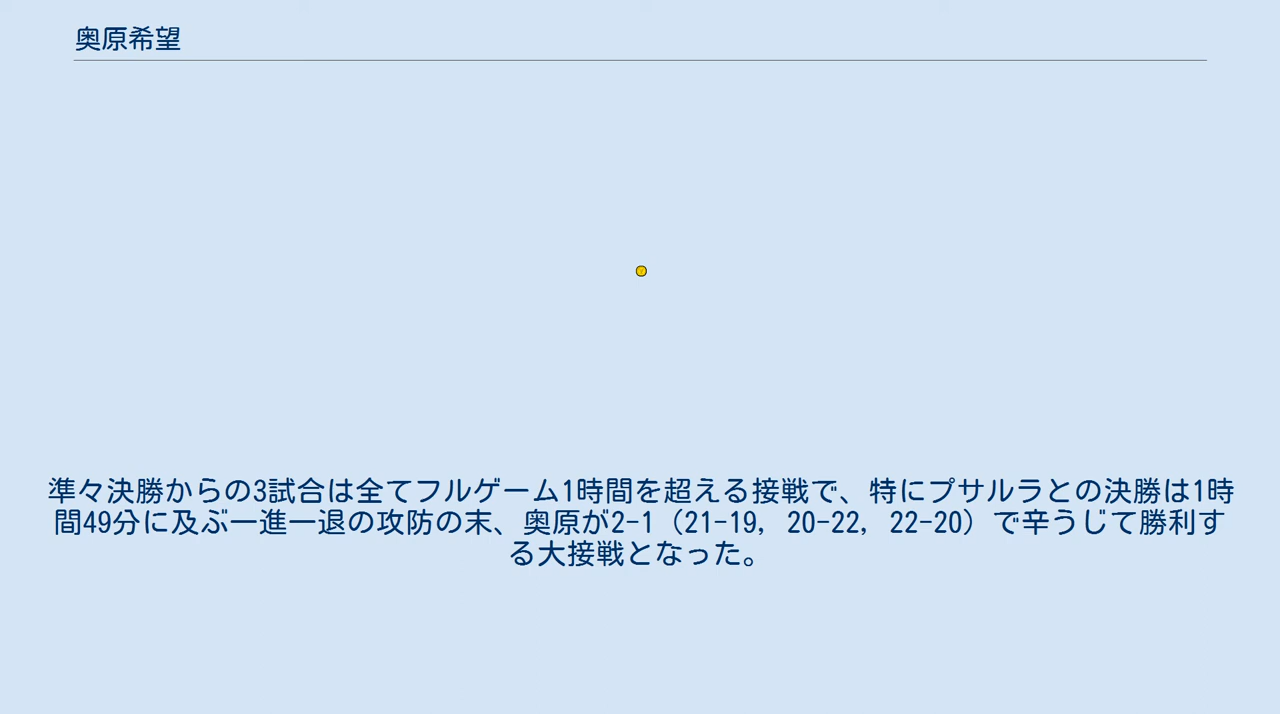 奥原希望
準々決勝からの3試合は全てフルゲーム1時間を超える接戦で、特にプサルラとの決勝は1時
間49分に及ぶ一進一退の攻防の末、奥原が2-1（21-19, 20-22, 22-20）で辛うじて勝利す
る大接戦となった。